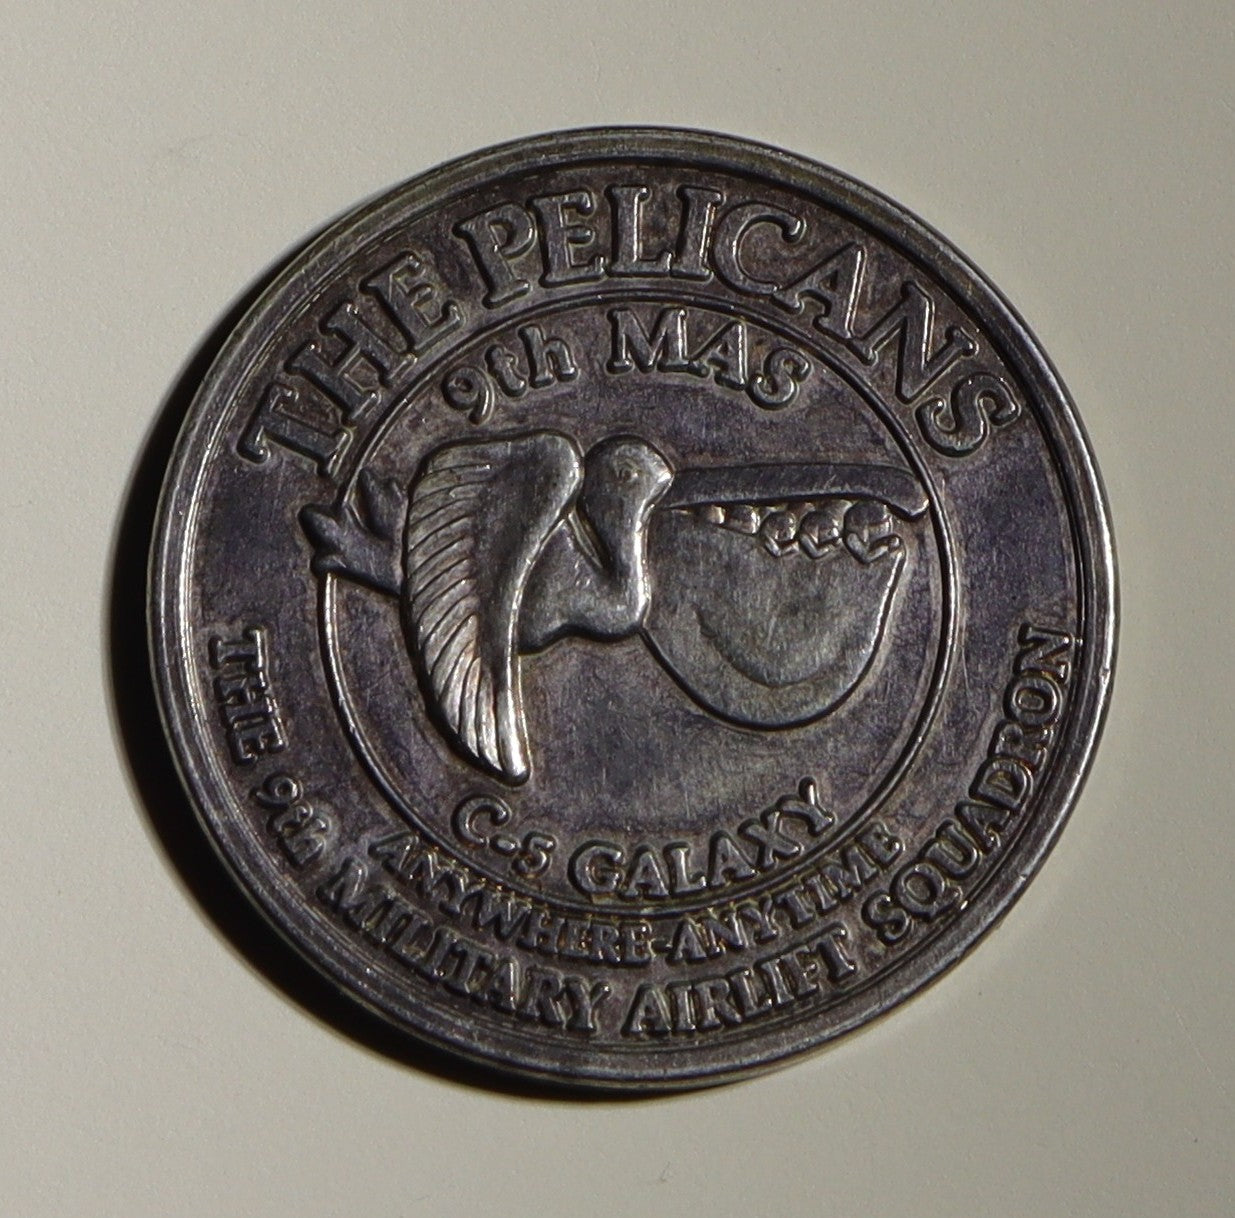 THE PELICANS
9th MAS
C-5 GALAXY
ANYWHERE-ANYTIME
THE 9th MILITARY AIRLIFT SQUADRON